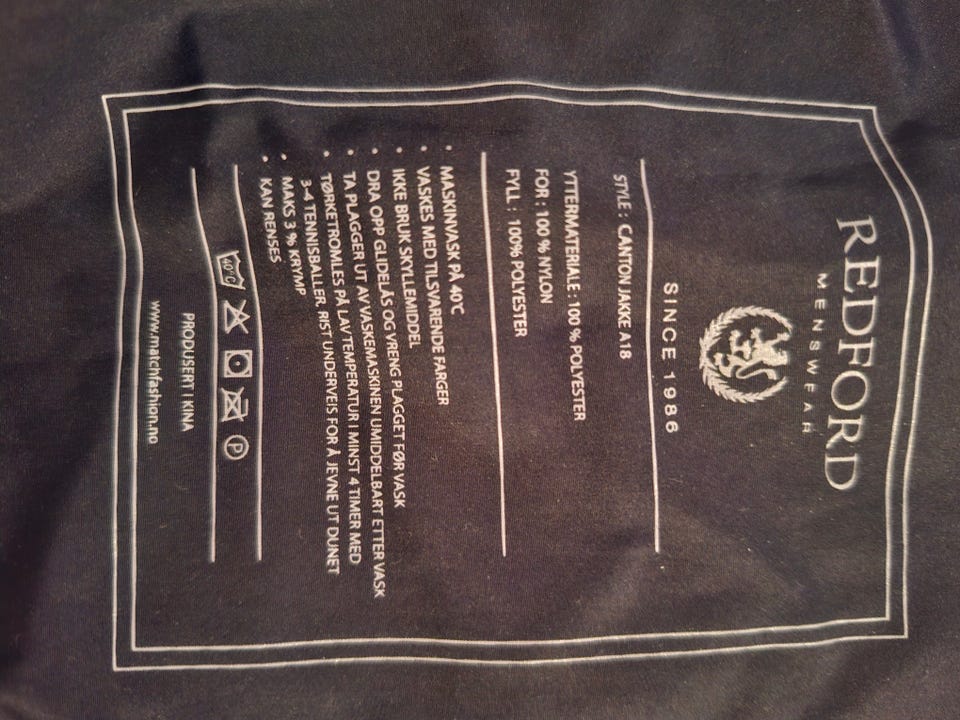 REDFORD
MENSWEAR
SINCE 1986
STYLE : CANTON JAKKE A18
YTTERMATERIALE : 100 % POLYESTER
FOR : 100 % NYLON
FYLL : 100% POLYESTER
• MASKINVASK PÅ 40°C
• VASKES MED TILSVARENDE FARGER
• IKKE BRUK SKYLLEMIDDEL
• DRA OPP GLIDELÅS OG VRENG PLAGGET FØR VASK
• TA PLAGGER UT AV VASKEMASKINEN UMIDDELBART ETTER VASK
• TØRKETROMLES PÅ LAV TEMPERATUR I MINST 4 TIMER MED
3-4 TENNISBALLER, RIST UNDERVEIS FOR Å JEVNE UT DUNET
• MAKS 3 % KRYMP
• KAN RENSES
40°C P
PRODUSERT I KINA
www.matchfashion.no